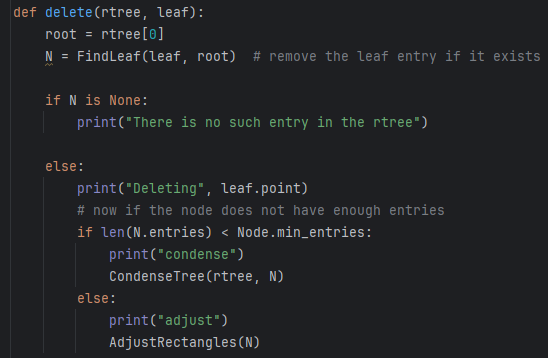 def delete(rtree, leaf):
    root = rtree[0]
    N = FindLeaf(leaf, root)  # remove the leaf entry if it exists
    if N is None:
        print("There is no such entry in the rtree")
    else:
        print("Deleting", leaf.point)
        # now if the node does not have enough entries
        if len(N.entries) < Node.min_entries:
            print("condense")
            CondenseTree(rtree, N)
        else:
            print("adjust")
            AdjustRectangles(N)